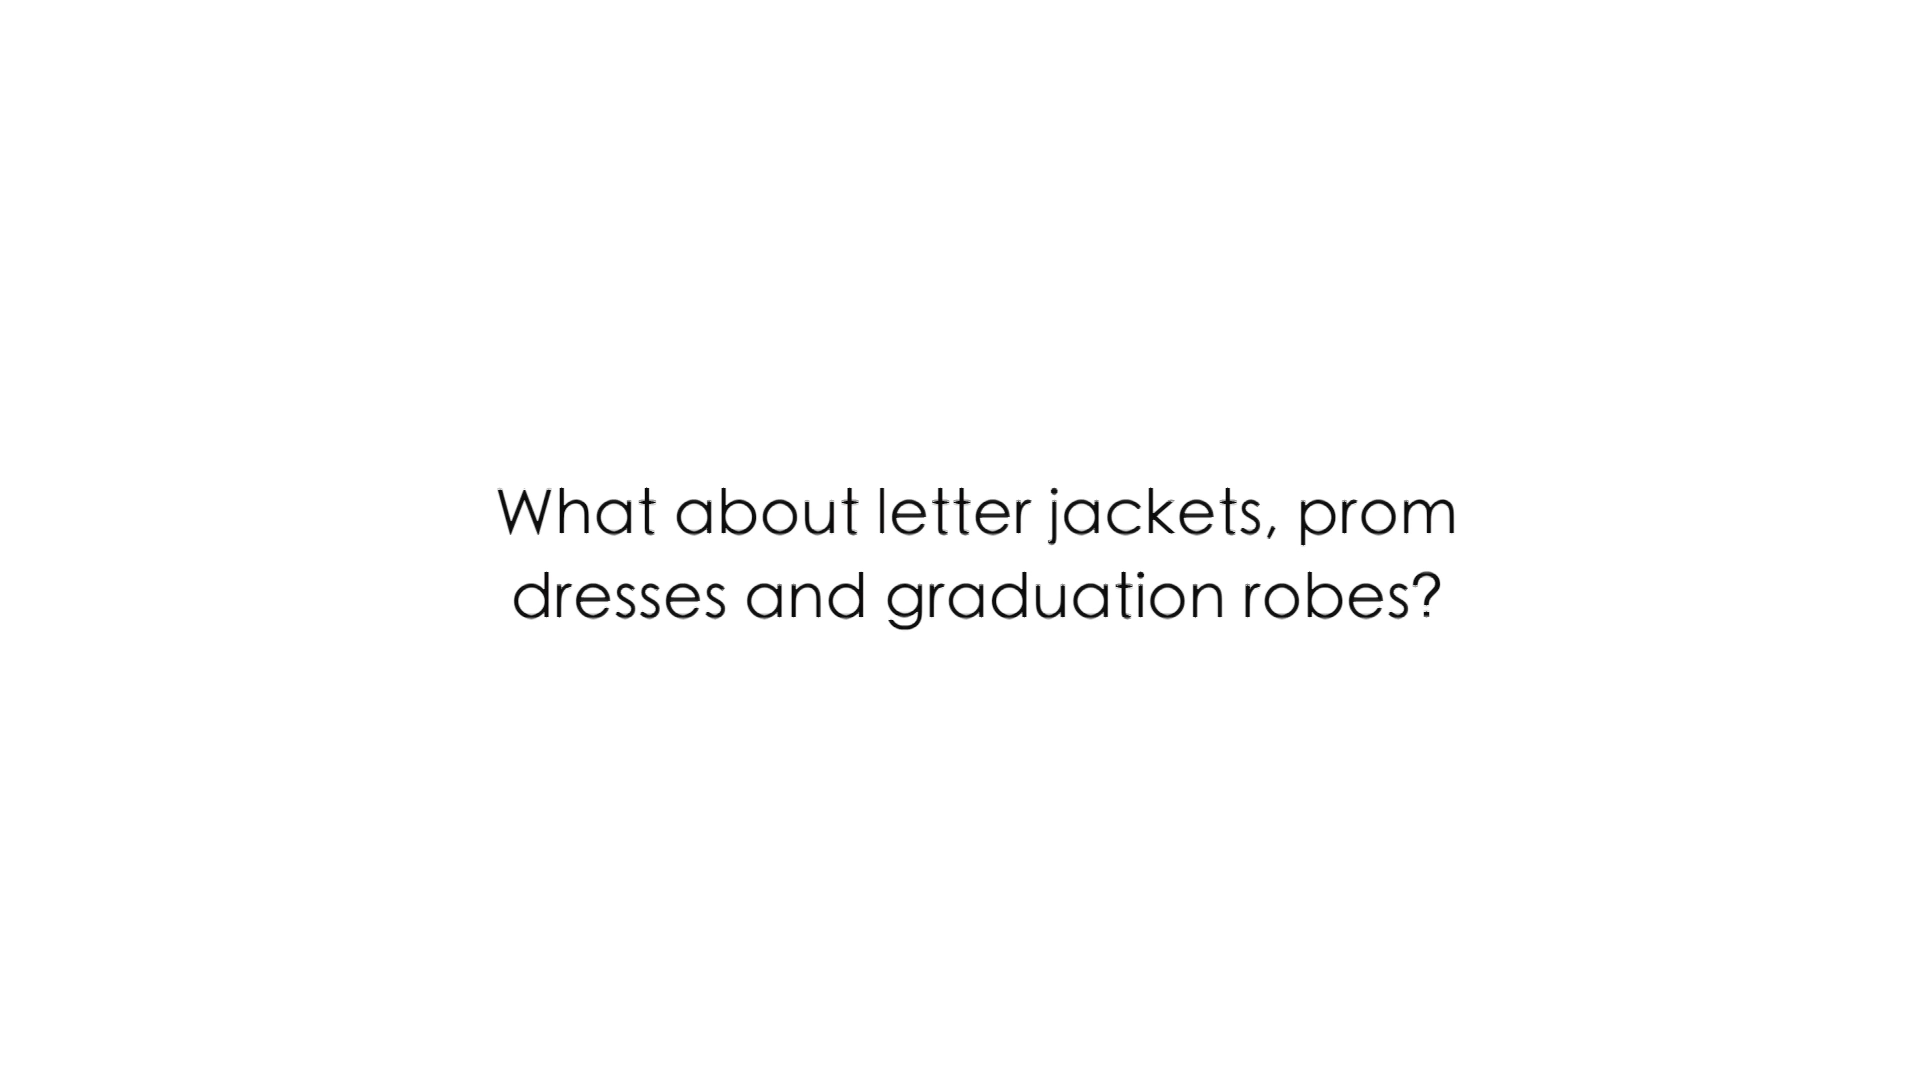 What about letter jackets, prom
dresses and graduation robes?